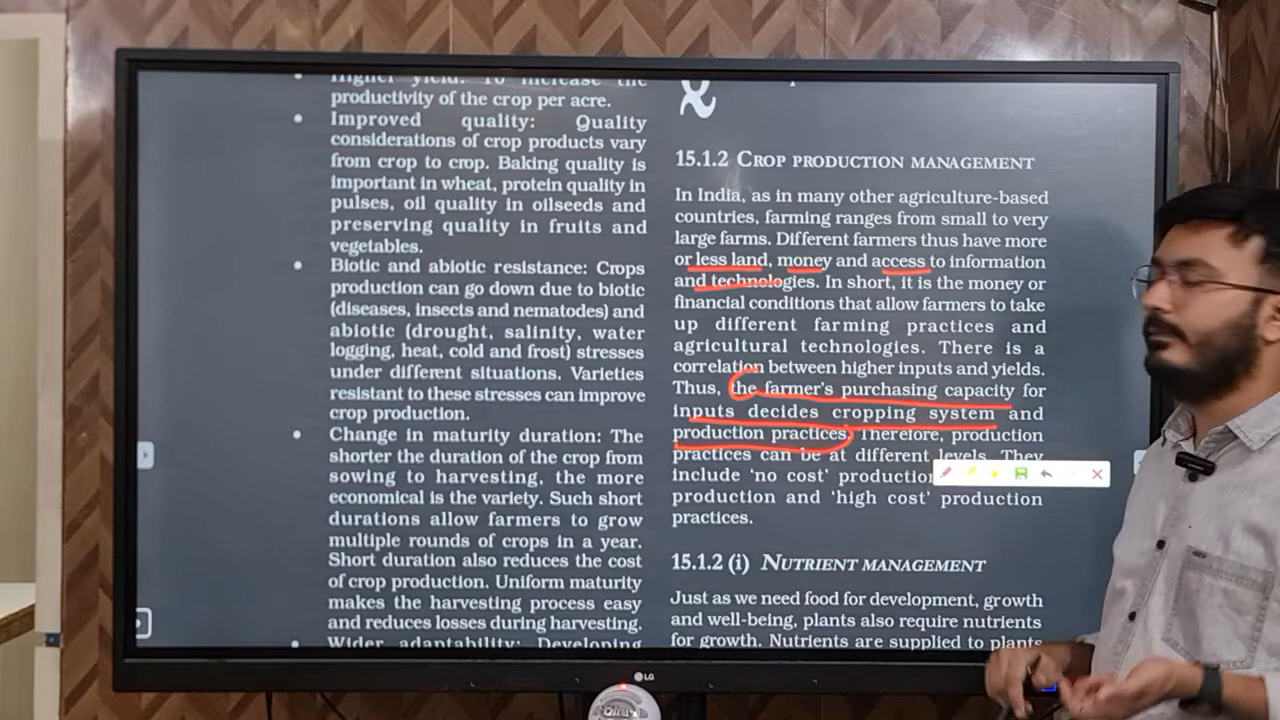 Higher yield: To increase the
productivity of the crop per acre.
• Improved quality: Quality
considerations of crop products vary
from crop to crop. Baking quality is
important in wheat, protein quality in
pulses, oil quality in oilseeds and
preserving quality in fruits and
vegetables.
• Biotic and abiotic resistance: Crops
production can go down due to biotic
(diseases, insects and nematodes) and
abiotic (drought, salinity, water
logging, heat, cold and frost) stresses
under different situations. Varieties
resistant to these stresses can improve
crop production.
• Change in maturity duration: The
shorter the duration of the crop from
sowing to harvesting, the more
economical is the variety. Such short
durations allow farmers to grow
multiple rounds of crops in a year.
Short duration also reduces the cost
of crop production. Uniform maturity
makes the harvesting process easy
and reduces losses during harvesting.
• Wider adaptability: Developing
15.1.2 CROP PRODUCTION MANAGEMENT
In India, as in many other agriculture-based
countries, farming ranges from small to very
large farms. Different farmers thus have more
or less land, money and access to information
and technologies. In short, it is the money or
financial conditions that allow farmers to take
up different farming practices and
agricultural technologies. There is a
correlation between higher inputs and yields.
Thus, the farmer's purchasing capacity for
inputs decides cropping system and
production practices. Therefore, production
practices can be at different levels. They
include 'no cost' production
production and 'high cost' production
practices.
15.1.2 (i) NUTRIENT MANAGEMENT
Just as we need food for development, growth
and well-being, plants also require nutrients
for growth. Nutrients are supplied to plants
LG